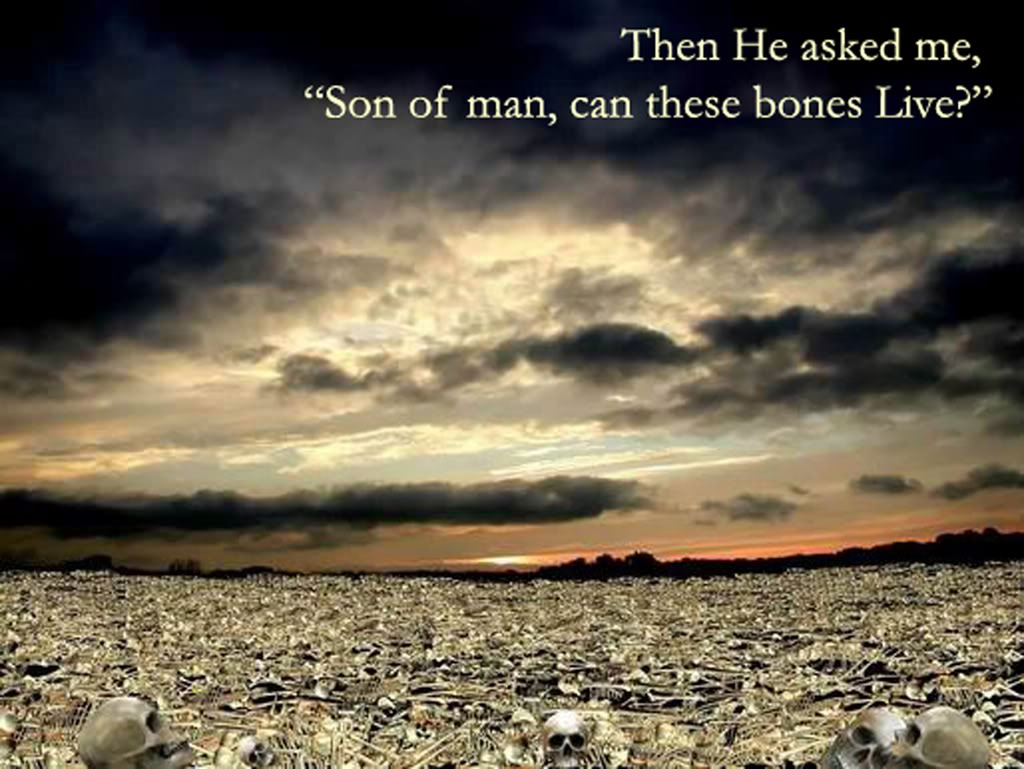 Then He asked me,
“Son of man, can these bones Live?”